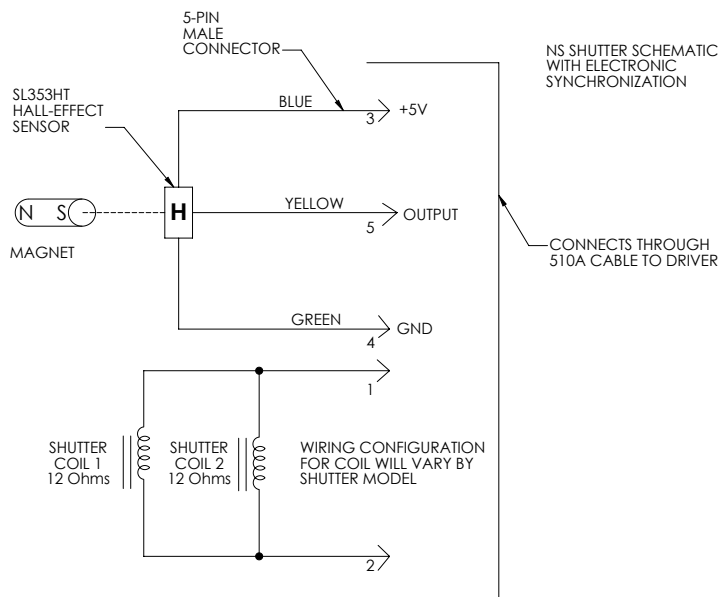 5-PIN
MALE
CONNECTOR
NS SHUTTER SCHEMATIC
WITH ELECTRONIC
SYNCHRONIZATION
SL353HT
HALL-EFFECT
SENSOR
BLUE
3
+5V
N S
H
YELLOW
5
OUTPUT
MAGNET
CONNECTS THROUGH
510A CABLE TO DRIVER
GREEN
4
GND
1
SHUTTER
COIL 1
12 Ohms
SHUTTER
COIL 2
12 Ohms
WIRING CONFIGURATION
FOR COIL WILL VARY BY
SHUTTER MODEL
2